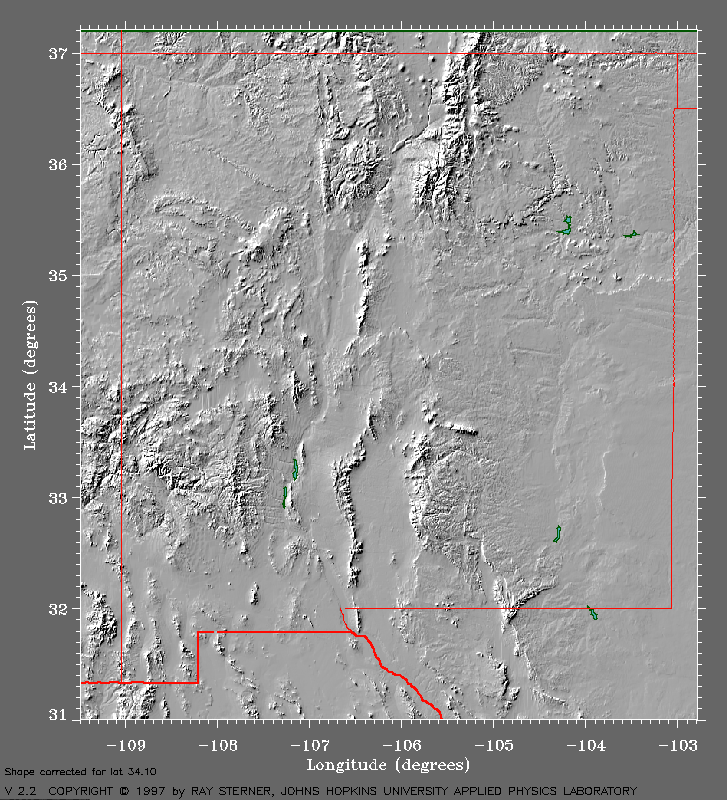 37
36
35
34
33
32
31
Latitude (degrees)
-109 -108 -107 -106 -105 -104 -103
Longitude (degrees)
Shape corrected for lat 34.10
V 2.2 COPYRIGHT © 1997 by RAY STERNER, JOHNS HOPKINS UNIVERSITY APPLIED PHYSICS LABORATORY